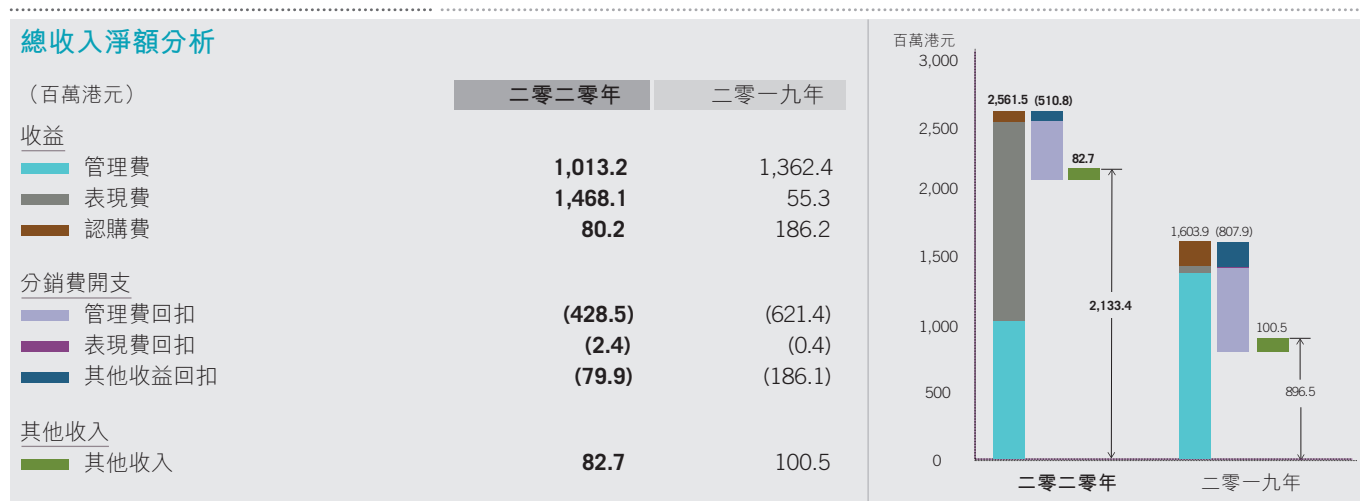 總收入淨額分析
（百萬港元） 二零二零年 二零一九年
收益
管理費 1,013.2 1,362.4
表現費 1,468.1 55.3
認購費 80.2 186.2
分銷費開支
管理費回扣 (428.5) (621.4)
表現費回扣 (2.4) (0.4)
其他收益回扣 (79.9) (186.1)
其他收入
其他收入 82.7 100.5
百萬港元
3,000
2,500
2,000
1,500
1,000
500
0
2,561.5 (510.8)
82.7
2,133.4
1,603.9 (807.9)
100.5
896.5
二零二零年 二零一九年